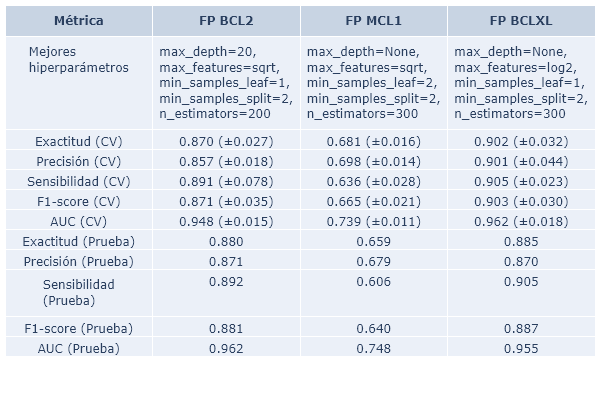 Métrica FP BCL2 FP MCL1 FP BCLXL
Mejores max_depth=20, max_depth=None, max_depth=None,
hiperparámetros max_features=sqrt, max_features=sqrt, max_features=log2,
min_samples_leaf=1, min_samples_leaf=2, min_samples_leaf=1,
min_samples_split=2, min_samples_split=2, min_samples_split=2,
n_estimators=200 n_estimators=300 n_estimators=300
Exactitud (CV) 0.870 (±0.027) 0.681 (±0.016) 0.902 (±0.032)
Precisión (CV) 0.857 (±0.018) 0.698 (±0.014) 0.901 (±0.044)
Sensibilidad (CV) 0.891 (±0.078) 0.636 (±0.028) 0.905 (±0.023)
F1-score (CV) 0.871 (±0.035) 0.665 (±0.021) 0.903 (±0.030)
AUC (CV) 0.948 (±0.015) 0.739 (±0.011) 0.962 (±0.018)
Exactitud (Prueba) 0.880 0.659 0.885
Precisión (Prueba) 0.871 0.679 0.870
Sensibilidad 0.892 0.606 0.905
(Prueba)
F1-score (Prueba) 0.881 0.640 0.887
AUC (Prueba) 0.962 0.748 0.955